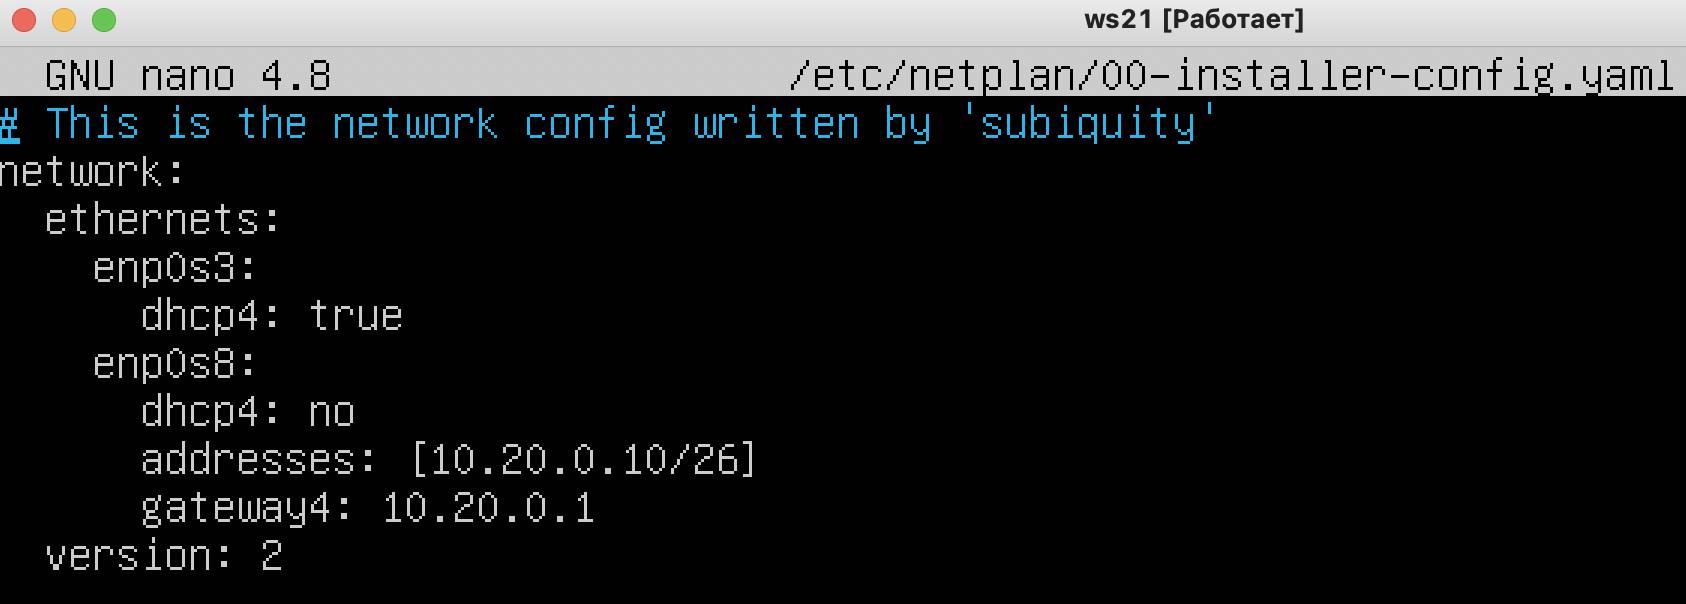 ws21 [Работает]
GNU nano 4.8 /etc/netplan/00-installer-config.yaml
# This is the network config written by 'subiquity'
network:
  ethernets:
    enp0s3:
      dhcp4: true
    enp0s8:
      dhcp4: no
      addresses: [10.20.0.10/26]
      gateway4: 10.20.0.1
  version: 2